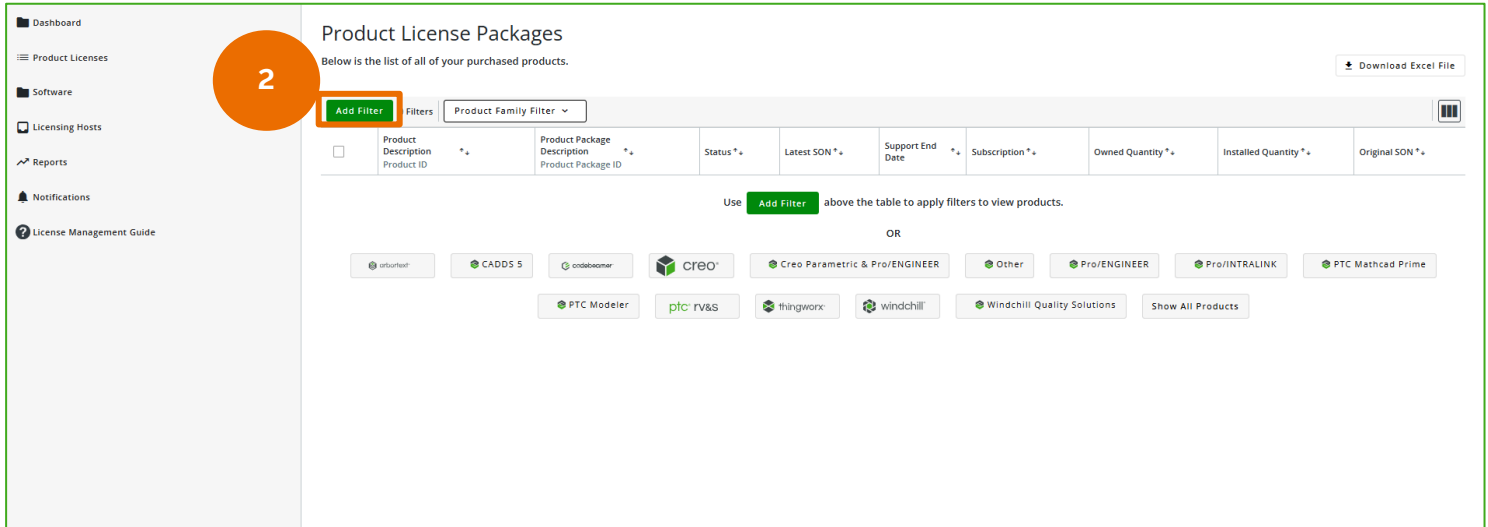 Dashboard
Product Licenses
Software
Licensing Hosts
Reports
Notifications
License Management Guide
2
Product License Packages
Below is the list of all of your purchased products.
Download Excel File
Add Filter Filters Product Family Filter
Product Description Product ID
Product Package Description Product Package ID
Status
Latest SON
Support End Date
Subscription
Owned Quantity
Installed Quantity
Original SON
Use Add Filter above the table to apply filters to view products.
OR
arbortext CADDS 5 codebeamer creo Creo Parametric & Pro/ENGINEER Other Pro/ENGINEER Pro/INTRALINK PTC Mathcad Prime
PTC Modeler ptc rv&s thingworx windchill Windchill Quality Solutions Show All Products